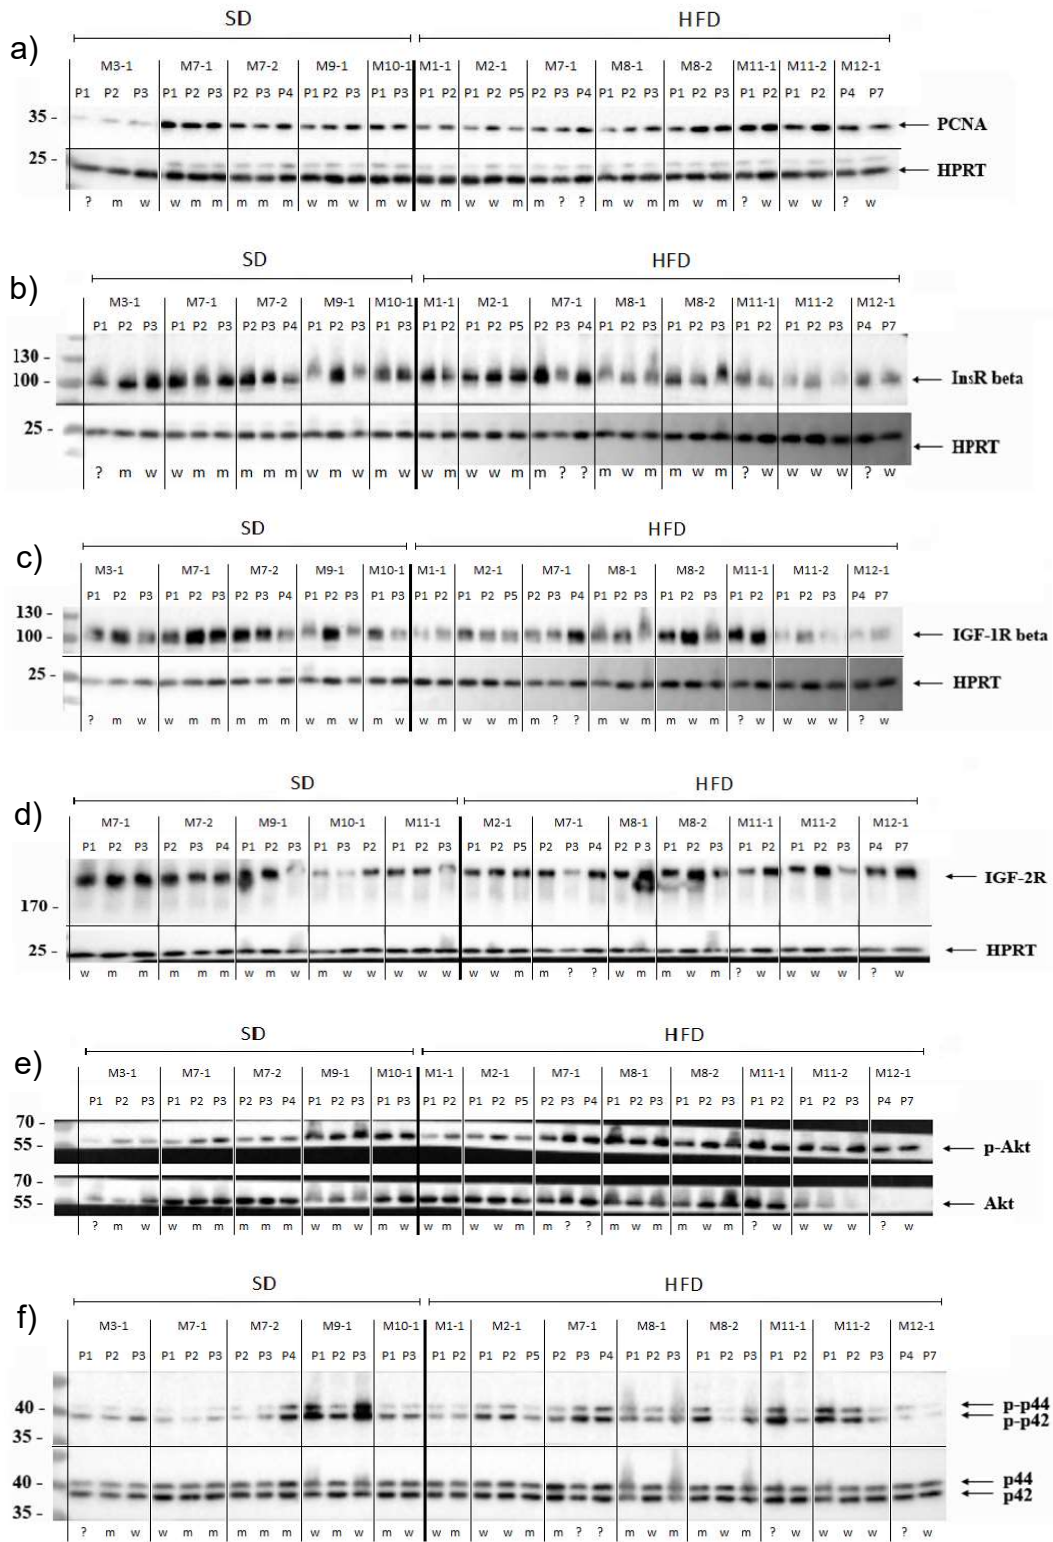 SD HFD
a)
M3-1 M7-1 M7-2 M9-1 M10-1 M1-1 M2-1 M7-1 M8-1 M8-2 M11-1 M11-2 M12-1
P1 P2 P3 P1 P2 P3 P2 P3 P4 P1 P2 P3 P1 P3 P1 P2 P1 P2 P5 P2 P3 P4 P1 P2 P3 P1 P2 P3 P1 P2 P1 P2 P4 P7
35 -
PCNA
25 -
HPRT
? m w w m m m m m w m w m w w m w w m m ? ? m w m m w m ? w w w ? w
SD HFD
b)
M3-1 M7-1 M7-2 M9-1 M10-1 M1-1 M2-1 M7-1 M8-1 M8-2 M11-1 M11-2 M12-1
P1 P2 P3 P1 P2 P3 P2 P3 P4 P1 P2 P3 P1 P3 P1 P2 P1 P2 P5 P2 P3 P4 P1 P2 P3 P1 P2 P3 P1 P2 P1 P2 P3 P4 P7
130 -
100 -
InsR beta
25 -
HPRT
? m w w m m m m m w m w m w w m w w m m ? ? m w m m w m ? w w w w ? w
SD HFD
c)
M3-1 M7-1 M7-2 M9-1 M10-1 M1-1 M2-1 M7-1 M8-1 M8-2 M11-1 M11-2 M12-1
P1 P2 P3 P1 P2 P3 P2 P3 P4 P1 P2 P3 P1 P3 P1 P2 P1 P2 P5 P2 P3 P4 P1 P2 P3 P1 P2 P3 P1 P2 P1 P2 P3 P4 P7
130 -
100 -
IGF-1R beta
25 -
HPRT
? m w w m m m m m w m w m w w m w w m m ? ? m w m m w m ? w w w w ? w
SD HFD
d)
M7-1 M7-2 M9-1 M10-1 M11-1 M2-1 M7-1 M8-1 M8-2 M11-1 M11-2 M12-1
P1 P2 P3 P2 P3 P4 P1 P2 P3 P1 P3 P2 P1 P2 P3 P1 P2 P5 P2 P3 P4 P2 P3 P1 P2 P3 P1 P2 P1 P2 P3 P4 P7
IGF-2R
170 -
25 -
HPRT
w m m m m m w m w m w w w w w w w m m ? ? w m m w m ? w w w w ? w
SD HFD
e)
M3-1 M7-1 M7-2 M9-1 M10-1 M1-1 M2-1 M7-1 M8-1 M8-2 M11-1 M11-2 M12-1
P1 P2 P3 P1 P2 P3 P2 P3 P4 P1 P2 P3 P1 P3 P1 P2 P1 P2 P5 P2 P3 P4 P1 P2 P3 P1 P2 P3 P1 P2 P1 P2 P3 P4 P7
70 -
55 -
p-Akt
70 -
55 -
Akt
? m w w m m m m m w m w m w w m w w m m ? ? m w m m w m ? w w w w ? w
SD HFD
f)
M3-1 M7-1 M7-2 M9-1 M10-1 M1-1 M2-1 M7-1 M8-1 M8-2 M11-1 M11-2 M12-1
P1 P2 P3 P1 P2 P3 P2 P3 P4 P1 P2 P3 P1 P3 P1 P2 P1 P2 P5 P2 P3 P4 P1 P2 P3 P1 P2 P3 P1 P2 P1 P2 P3 P4 P7
40 -
p-p44
p-p42
35 -
40 -
p44
p42
35 -
? m w w m m m m m w m w m w w m w w m m ? ? m w m m w m ? w w w w ? w